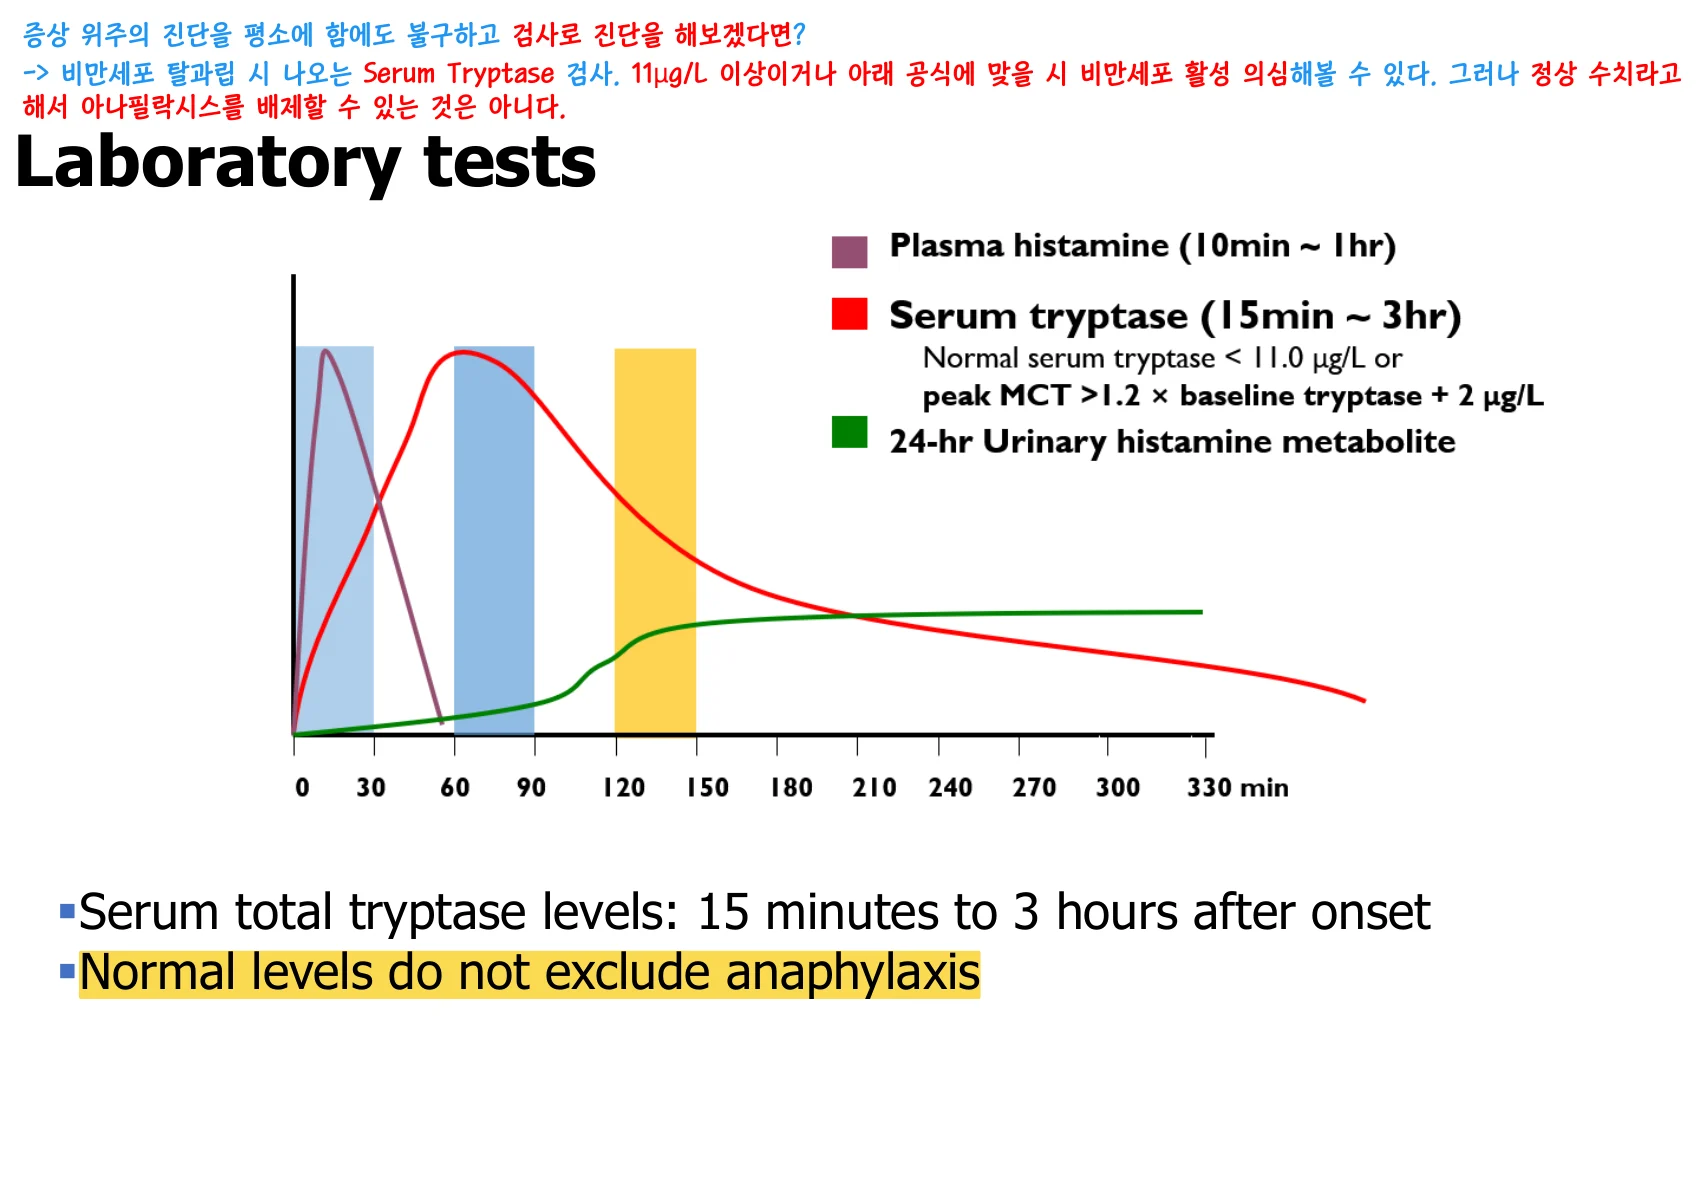 증상 위주의 진단을 평소에 함에도 불구하고 검사로 진단을 해보겠다면?
-> 비만세포 탈과립 시 나오는 Serum Tryptase 검사. 11μg/L 이상이거나 아래 공식에 맞을 시 비만세포 활성 의심해볼 수 있다. 그러나 정상 수치라고
해서 아나필락시스를 배제할 수 있는 것은 아니다.
Laboratory tests
Plasma histamine (10min ~ 1hr)
Serum tryptase (15min ~ 3hr)
Normal serum tryptase < 11.0 μg/L or
peak MCT >1.2 × baseline tryptase + 2 μg/L
24-hr Urinary histamine metabolite
0 30 60 90 120 150 180 210 240 270 300 330 min
▪Serum total tryptase levels: 15 minutes to 3 hours after onset
▪Normal levels do not exclude anaphylaxis